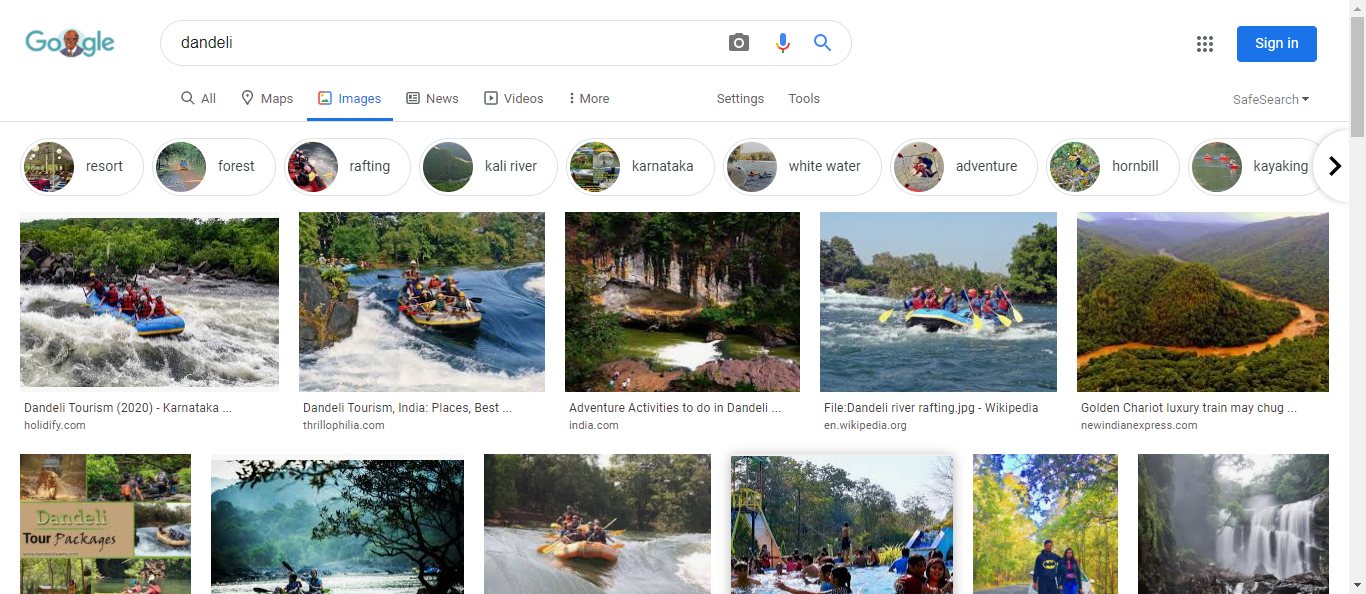 Google
dandeli
Sign in
All
Maps
Images
News
Videos
More
Settings
Tools
SafeSearch
resort
forest
rafting
kali river
karnataka
white water
adventure
hornbill
kayaking
Dandeli Tourism (2020) - Karnataka ...
holidify.com
Dandeli Tourism, India: Places, Best ...
thrillophilia.com
Adventure Activities to do in Dandeli ...
india.com
File:Dandeli river rafting.jpg - Wikipedia
en.wikipedia.org
Golden Chariot luxury train may chug ...
newindianexpress.com
Dandeli
Tour Packages